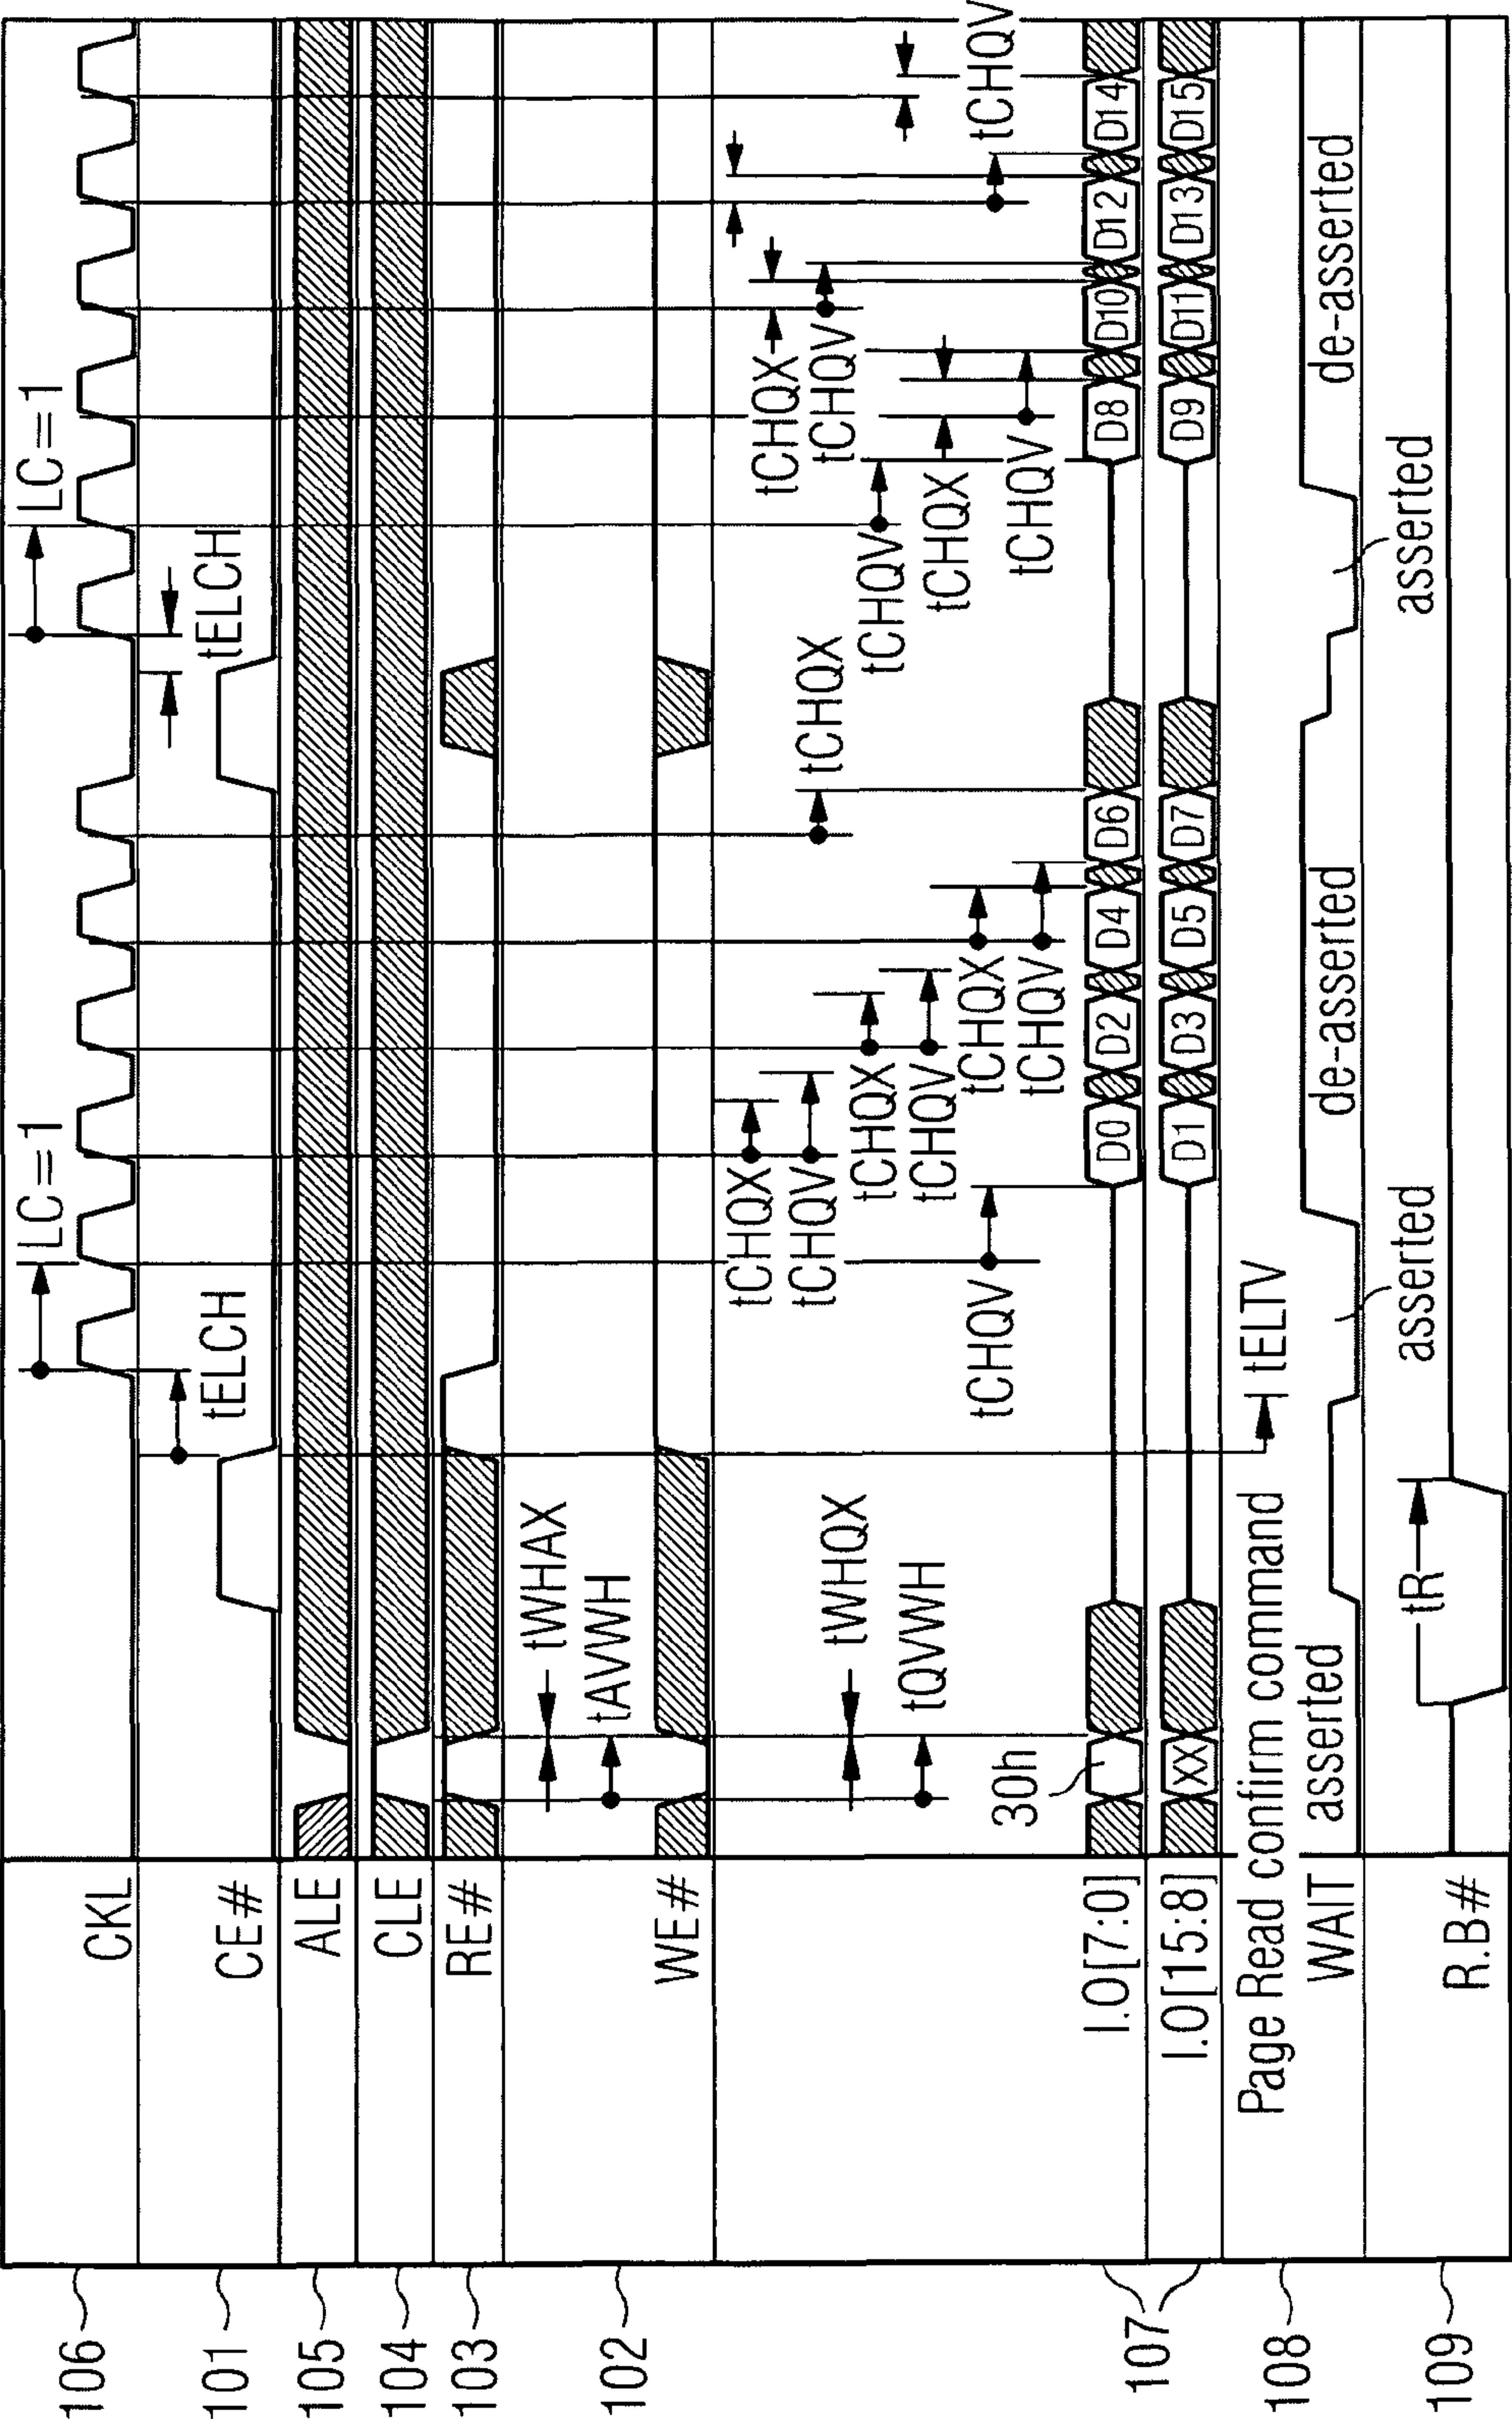 106 CKL LC=1 LC=1
101 CE# tELCH tELCH
105 ALE
104 CLE
103 RE#
tWHAX
tAVWH
102 WE#
tCHQX
tCHQV
tCHQX
tCHQV
tCHQX
tCHQV
tCHQV
tWHQX
tQVWH
tCHQX
tCHQX
tCHQV
tCHQV
tCHQX
tCHQV
tCHQV
30h
107 I.O[7:0] D0 D2 D4 D6 D8 D10 D12 D14
I.O[15:8] XX D1 D3 D5 D7 D9 D11 D13 D15
Page Read confirm command tELTV
108 WAIT asserted de-asserted de-asserted
asserted asserted
tR
109 R.B#